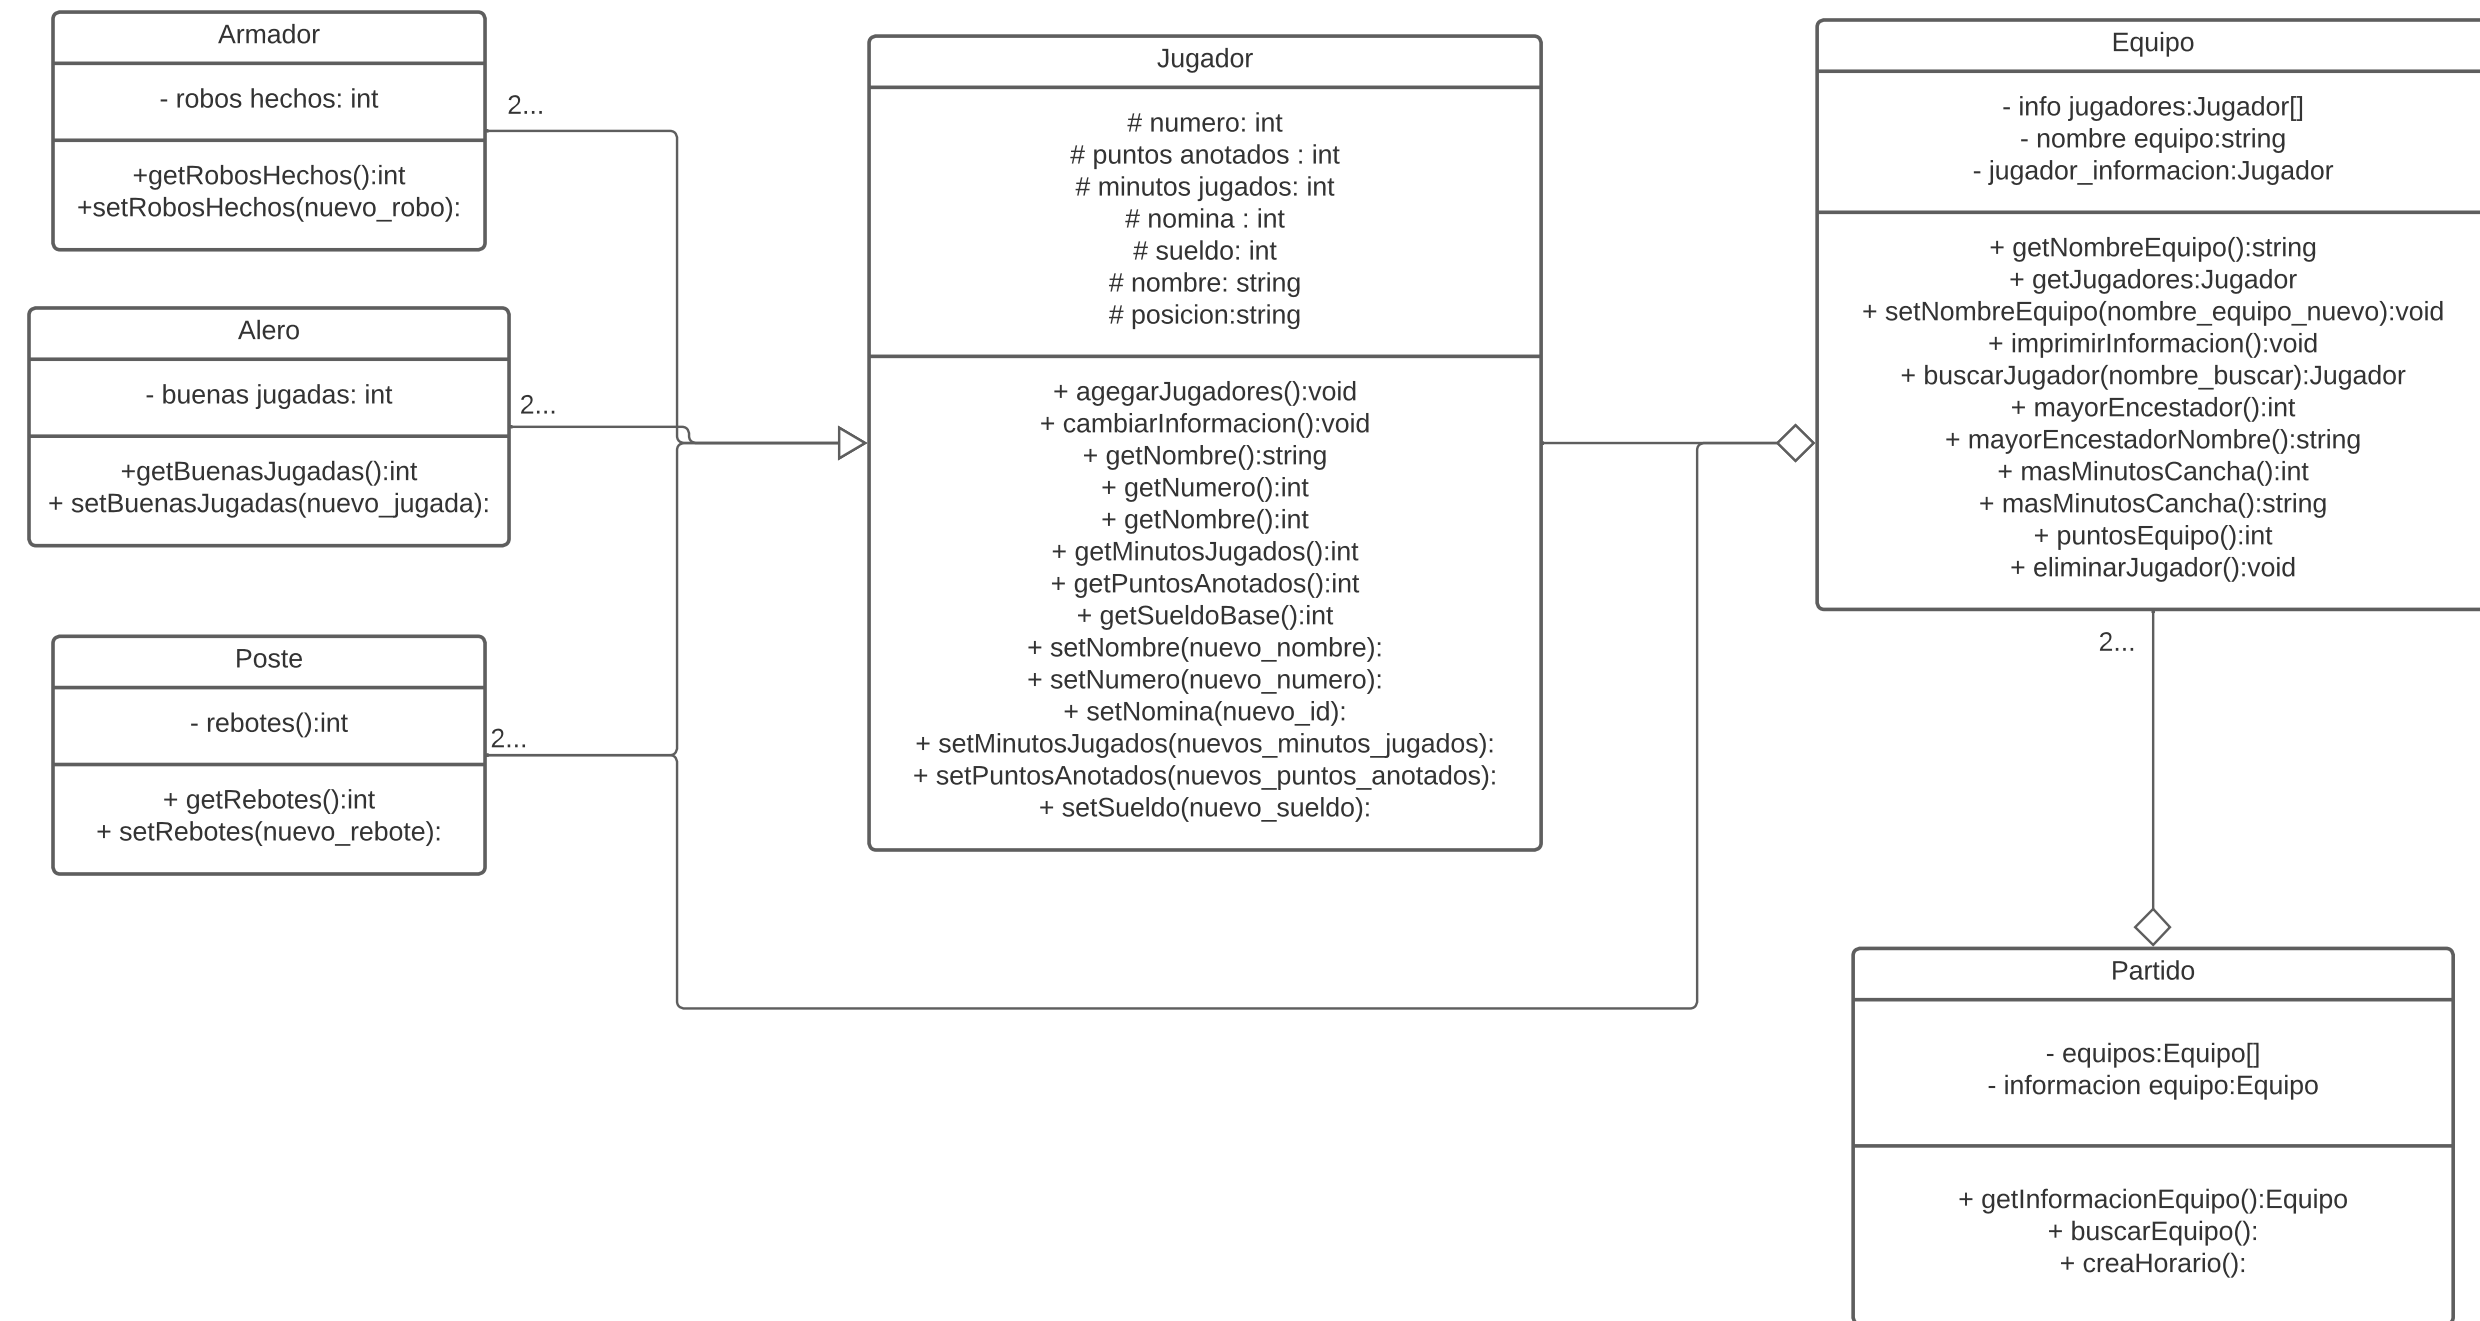 Armador
- robos hechos: int
+getRobosHechos():int
+setRobosHechos(nuevo_robo):
2...
Alero
- buenas jugadas: int
+getBuenasJugadas():int
+ setBuenasJugadas(nuevo_jugada):
2...
Poste
- rebotes():int
+ getRebotes():int
+ setRebotes(nuevo_rebote):
2...
Jugador
# numero: int
# puntos anotados : int
# minutos jugados: int
# nomina : int
# sueldo: int
# nombre: string
# posicion:string
+ agegarJugadores():void
+ cambiarInformacion():void
+ getNombre():string
+ getNumero():int
+ getNombre():int
+ getMinutosJugados():int
+ getPuntosAnotados():int
+ getSueldoBase():int
+ setNombre(nuevo_nombre):
+ setNumero(nuevo_numero):
+ setNomina(nuevo_id):
+ setMinutosJugados(nuevos_minutos_jugados):
+ setPuntosAnotados(nuevos_puntos_anotados):
+ setSueldo(nuevo_sueldo):
Equipo
- info jugadores:Jugador[]
- nombre equipo:string
- jugador_informacion:Jugador
+ getNombreEquipo():string
+ getJugadores:Jugador
+ setNombreEquipo(nombre_equipo_nuevo):void
+ imprimirInformacion():void
+ buscarJugador(nombre_buscar):Jugador
+ mayorEncestador():int
+ mayorEncestadorNombre():string
+ masMinutosCancha():int
+ masMinutosCancha():string
+ puntosEquipo():int
+ eliminarJugador():void
2...
Partido
- equipos:Equipo[]
- informacion equipo:Equipo
+ getInformacionEquipo():Equipo
+ buscarEquipo():
+ creaHorario():